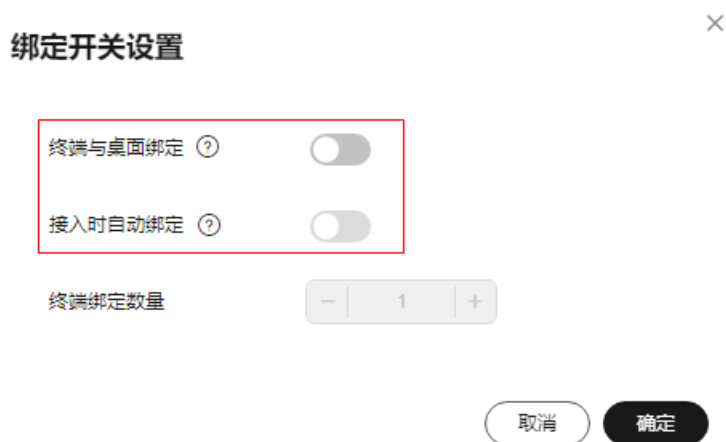 绑定开关设置
终端与桌面绑定 ?
接入时自动绑定 ?
终端绑定数量 − 1 +
取消 确定